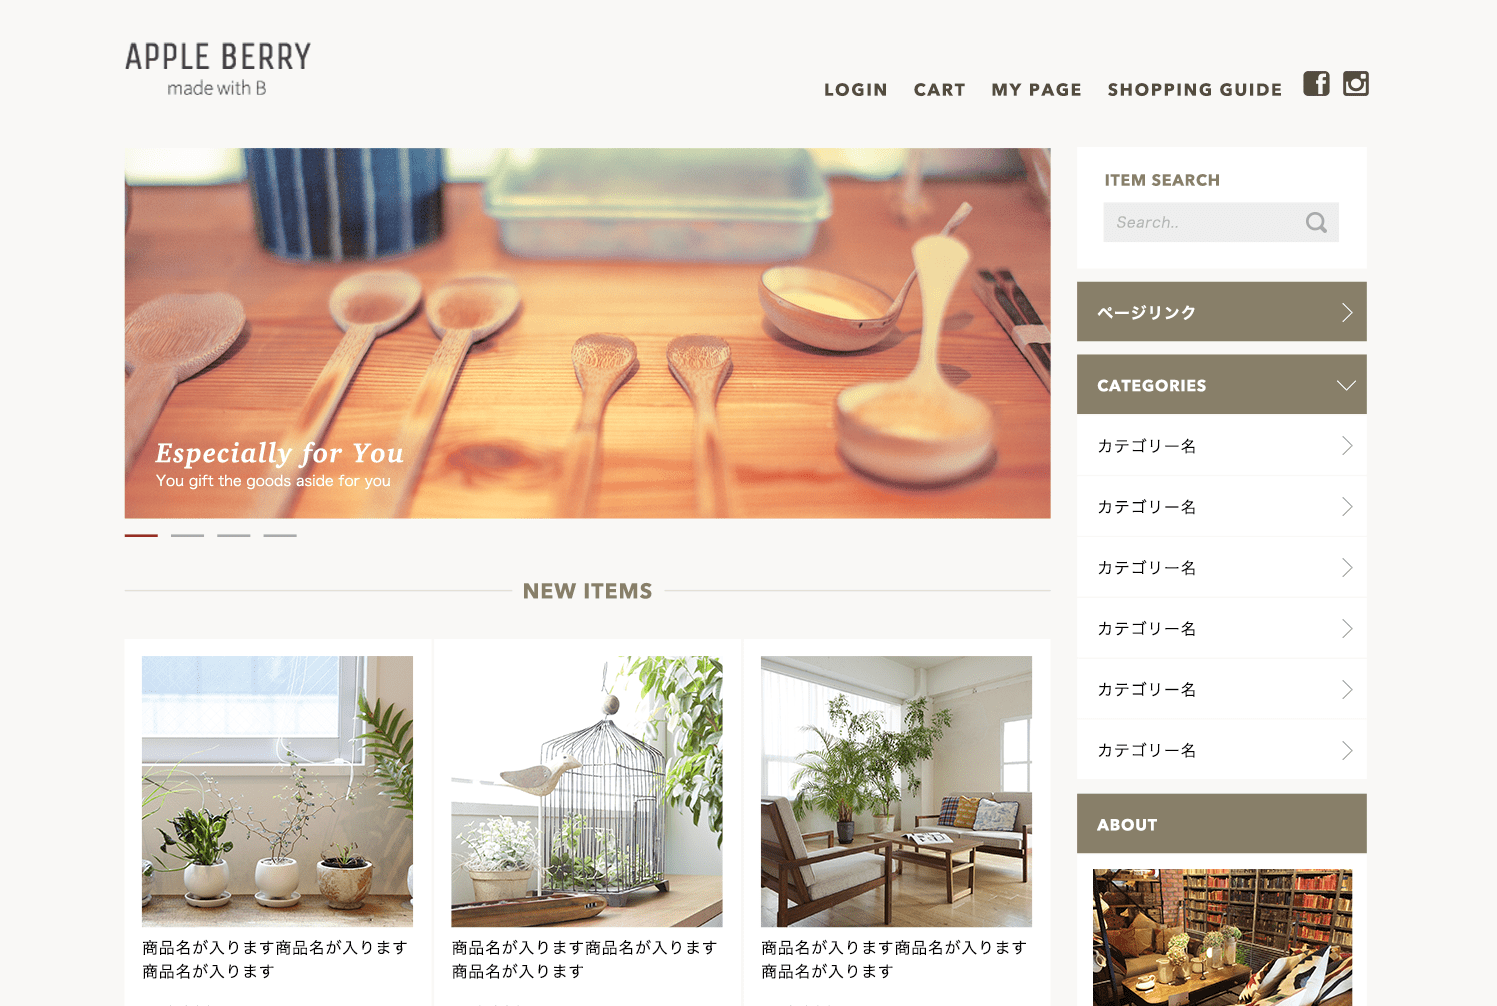 APPLE BERRY
made with B
LOGIN
CART
MY PAGE
SHOPPING GUIDE
Especially for You
You gift the goods aside for you
ITEM SEARCH
Search..
ページリンク
CATEGORIES
カテゴリー名
カテゴリー名
カテゴリー名
カテゴリー名
カテゴリー名
カテゴリー名
ABOUT
NEW ITEMS
商品名が入ります商品名が入ります
商品名が入ります
商品名が入ります商品名が入ります
商品名が入ります
商品名が入ります商品名が入ります
商品名が入ります